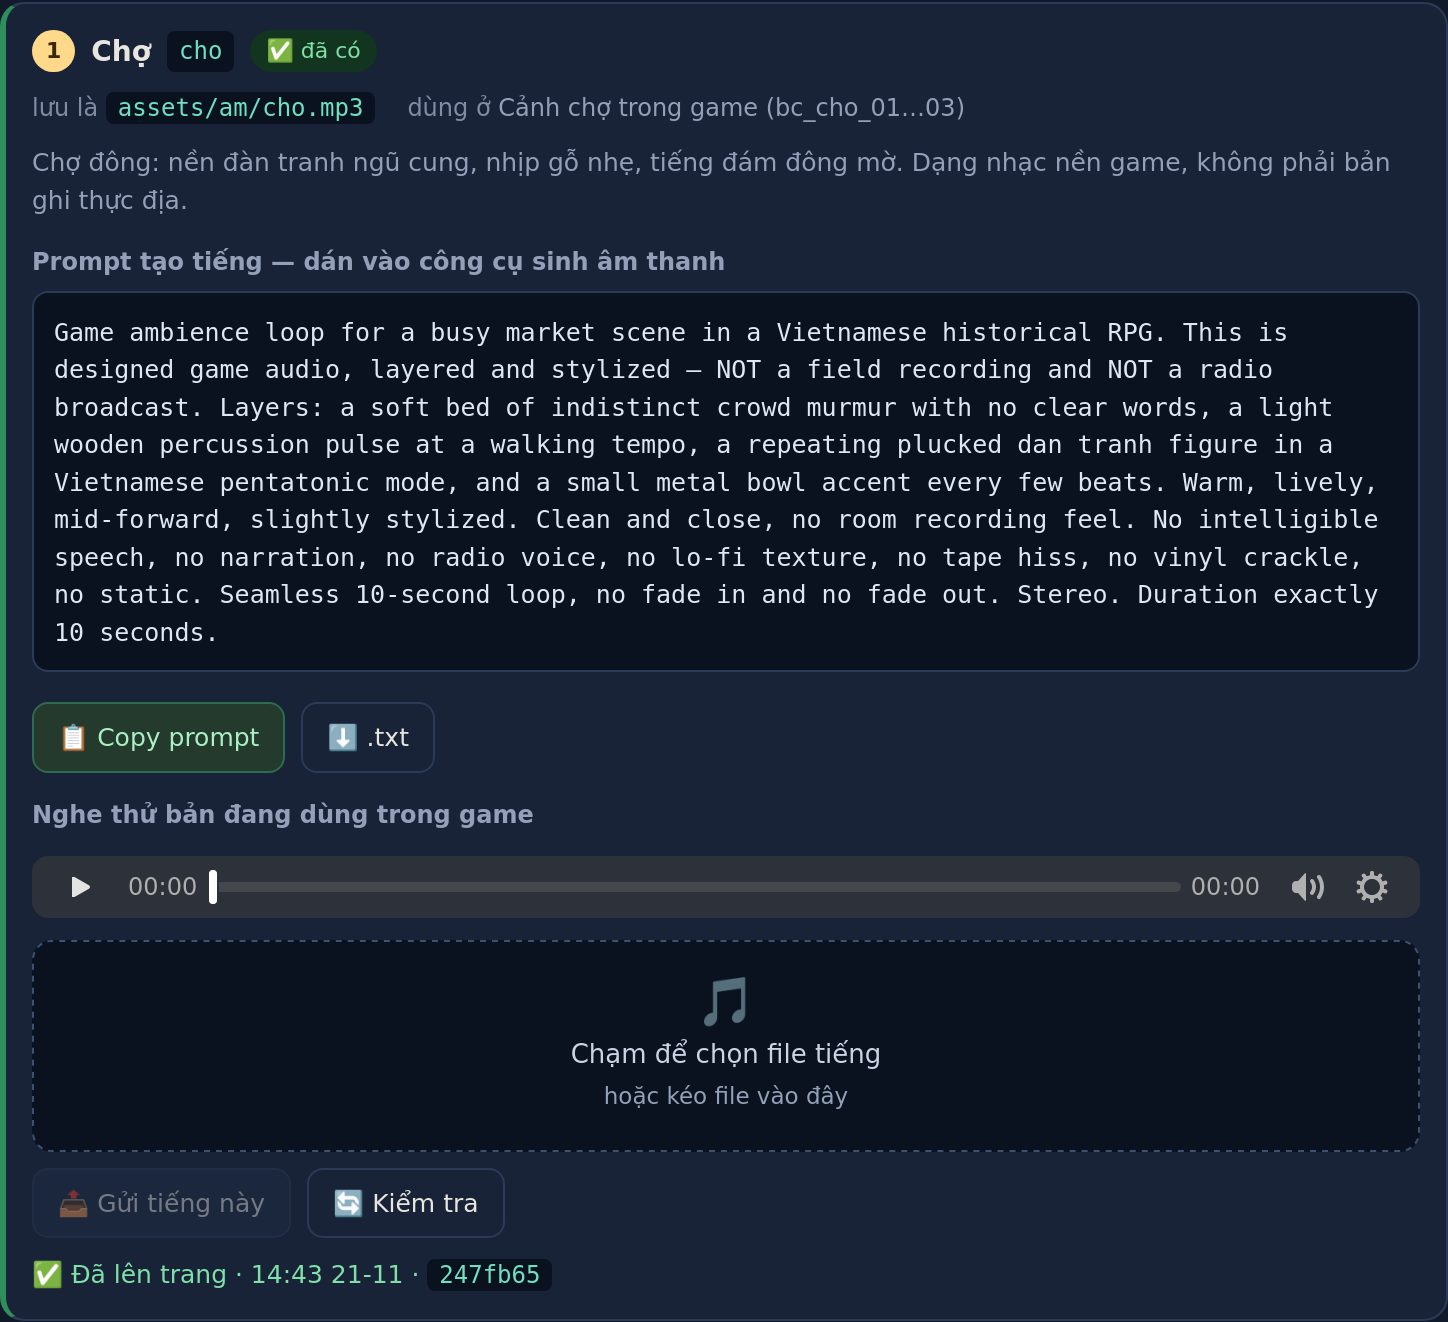 1 Chợ cho ✅ đã có
lưu là assets/am/cho.mp3 dùng ở Cảnh chợ trong game (bc_cho_01…03)
Chợ đông: nền đàn tranh ngũ cung, nhịp gỗ nhẹ, tiếng đám đông mờ. Dạng nhạc nền game, không phải bản
ghi thực địa.
Prompt tạo tiếng — dán vào công cụ sinh âm thanh
Game ambience loop for a busy market scene in a Vietnamese historical RPG. This is
designed game audio, layered and stylized — NOT a field recording and NOT a radio
broadcast. Layers: a soft bed of indistinct crowd murmur with no clear words, a light
wooden percussion pulse at a walking tempo, a repeating plucked dan tranh figure in a
Vietnamese pentatonic mode, and a small metal bowl accent every few beats. Warm, lively,
mid-forward, slightly stylized. Clean and close, no room recording feel. No intelligible
speech, no narration, no radio voice, no lo-fi texture, no tape hiss, no vinyl crackle,
no static. Seamless 10-second loop, no fade in and no fade out. Stereo. Duration exactly
10 seconds.
📋 Copy prompt ⬇️ .txt
Nghe thử bản đang dùng trong game
00:00 00:00
Chạm để chọn file tiếng
hoặc kéo file vào đây
📤 Gửi tiếng này 🔄 Kiểm tra
✅ Đã lên trang · 14:43 21-11 · 247fb65